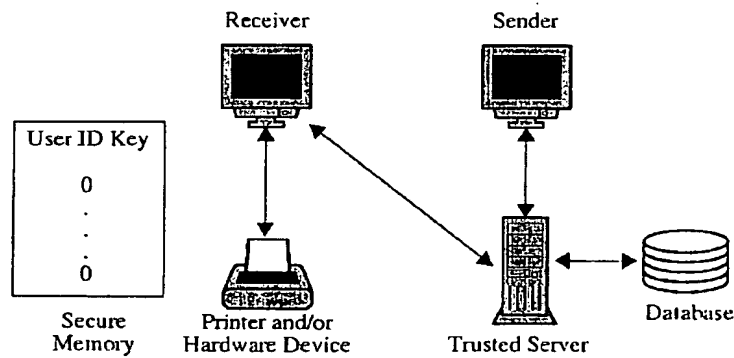 Receiver
Sender
User ID Key
0
.
.
.
0
Secure
Memory
Printer and/or
Hardware Device
Trusted Server
Database